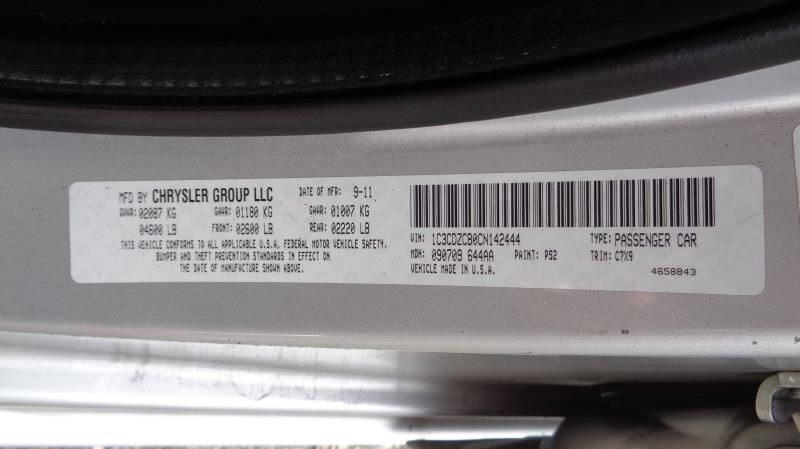 MFD BY CHRYSLER GROUP LLC DATE OF MFR: 9-11
GVWR: 02087 KG GAWR: 01180 KG GAWR: 01007 KG
04600 LB FRONT: 02600 LB REAR: 02220 LB
THIS VEHICLE CONFORMS TO ALL APPLICABLE U.S.A. FEDERAL MOTOR VEHICLE SAFETY,
BUMPER AND THEFT PREVENTION STANDARDS IN EFFECT ON
THE DATE OF MANUFACTURE SHOWN ABOVE.
VIN: 1C3CDZCB0CN142444 TYPE: PASSENGER CAR
MDH: 090709 644AA PAINT: PS2 TRIM: C7X9
VEHICLE MADE IN U.S.A. 4658843